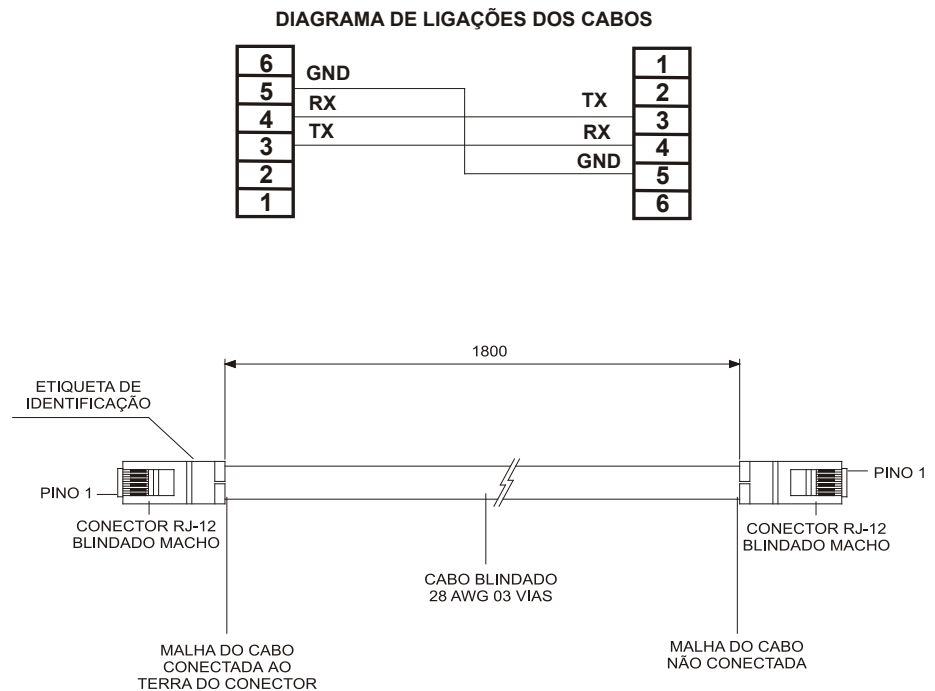 DIAGRAMA DE LIGAÇÕES DOS CABOS
6
5
4
3
2
1
GND
RX
TX
TX
RX
GND
1
2
3
4
5
6
1800
ETIQUETA DE
IDENTIFICAÇÃO
PINO 1
CONECTOR RJ-12
BLINDADO MACHO
PINO 1
CONECTOR RJ-12
BLINDADO MACHO
CABO BLINDADO
28 AWG 03 VIAS
MALHA DO CABO
CONECTADA AO
TERRA DO CONECTOR
MALHA DO CABO
NÃO CONECTADA